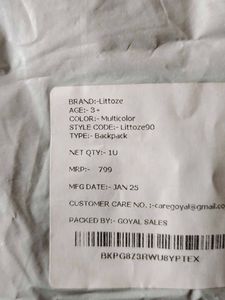 BRAND:-Littoze
AGE:- 3+
COLOR:- Multicolor
STYLE CODE:- Littoze90
TYPE:- Backpack
NET QTY:- 1U
MRP:- 799
MFG DATE:- JAN 25
CUSTOMER CARE NO.:-caregoyal@gmail.co
PACKED BY:- GOYAL SALES
BKPG8Z3RWU8YPTEX